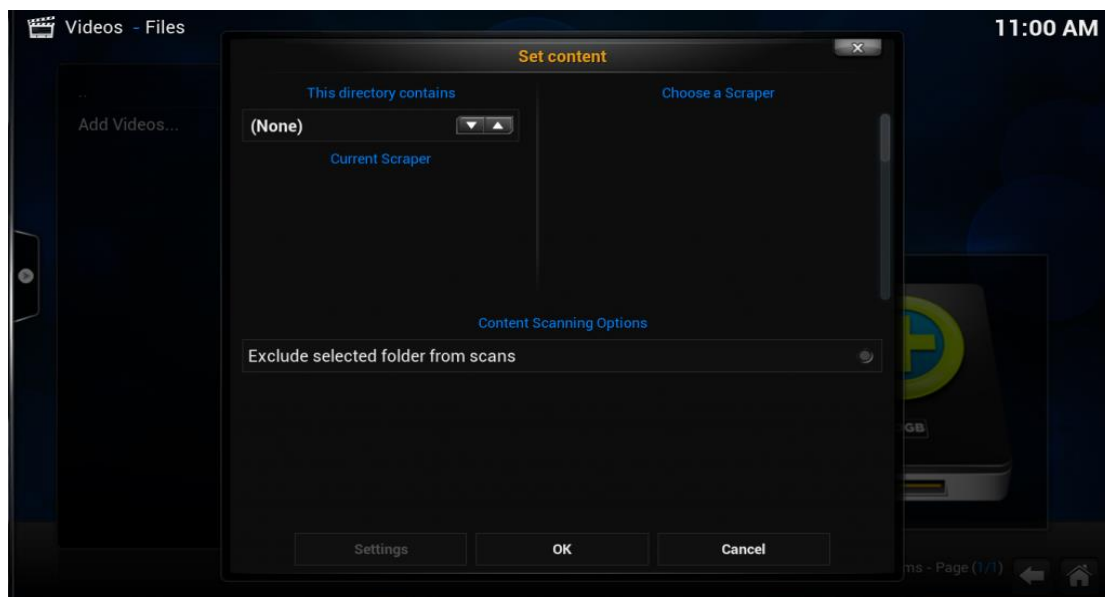 Videos - Files
11:00 AM
Set content
This directory contains
Choose a Scraper
..
Add Videos...
(None)
Current Scraper
Content Scanning Options
Exclude selected folder from scans
GB
Settings
OK
Cancel
ms - Page (1/1)